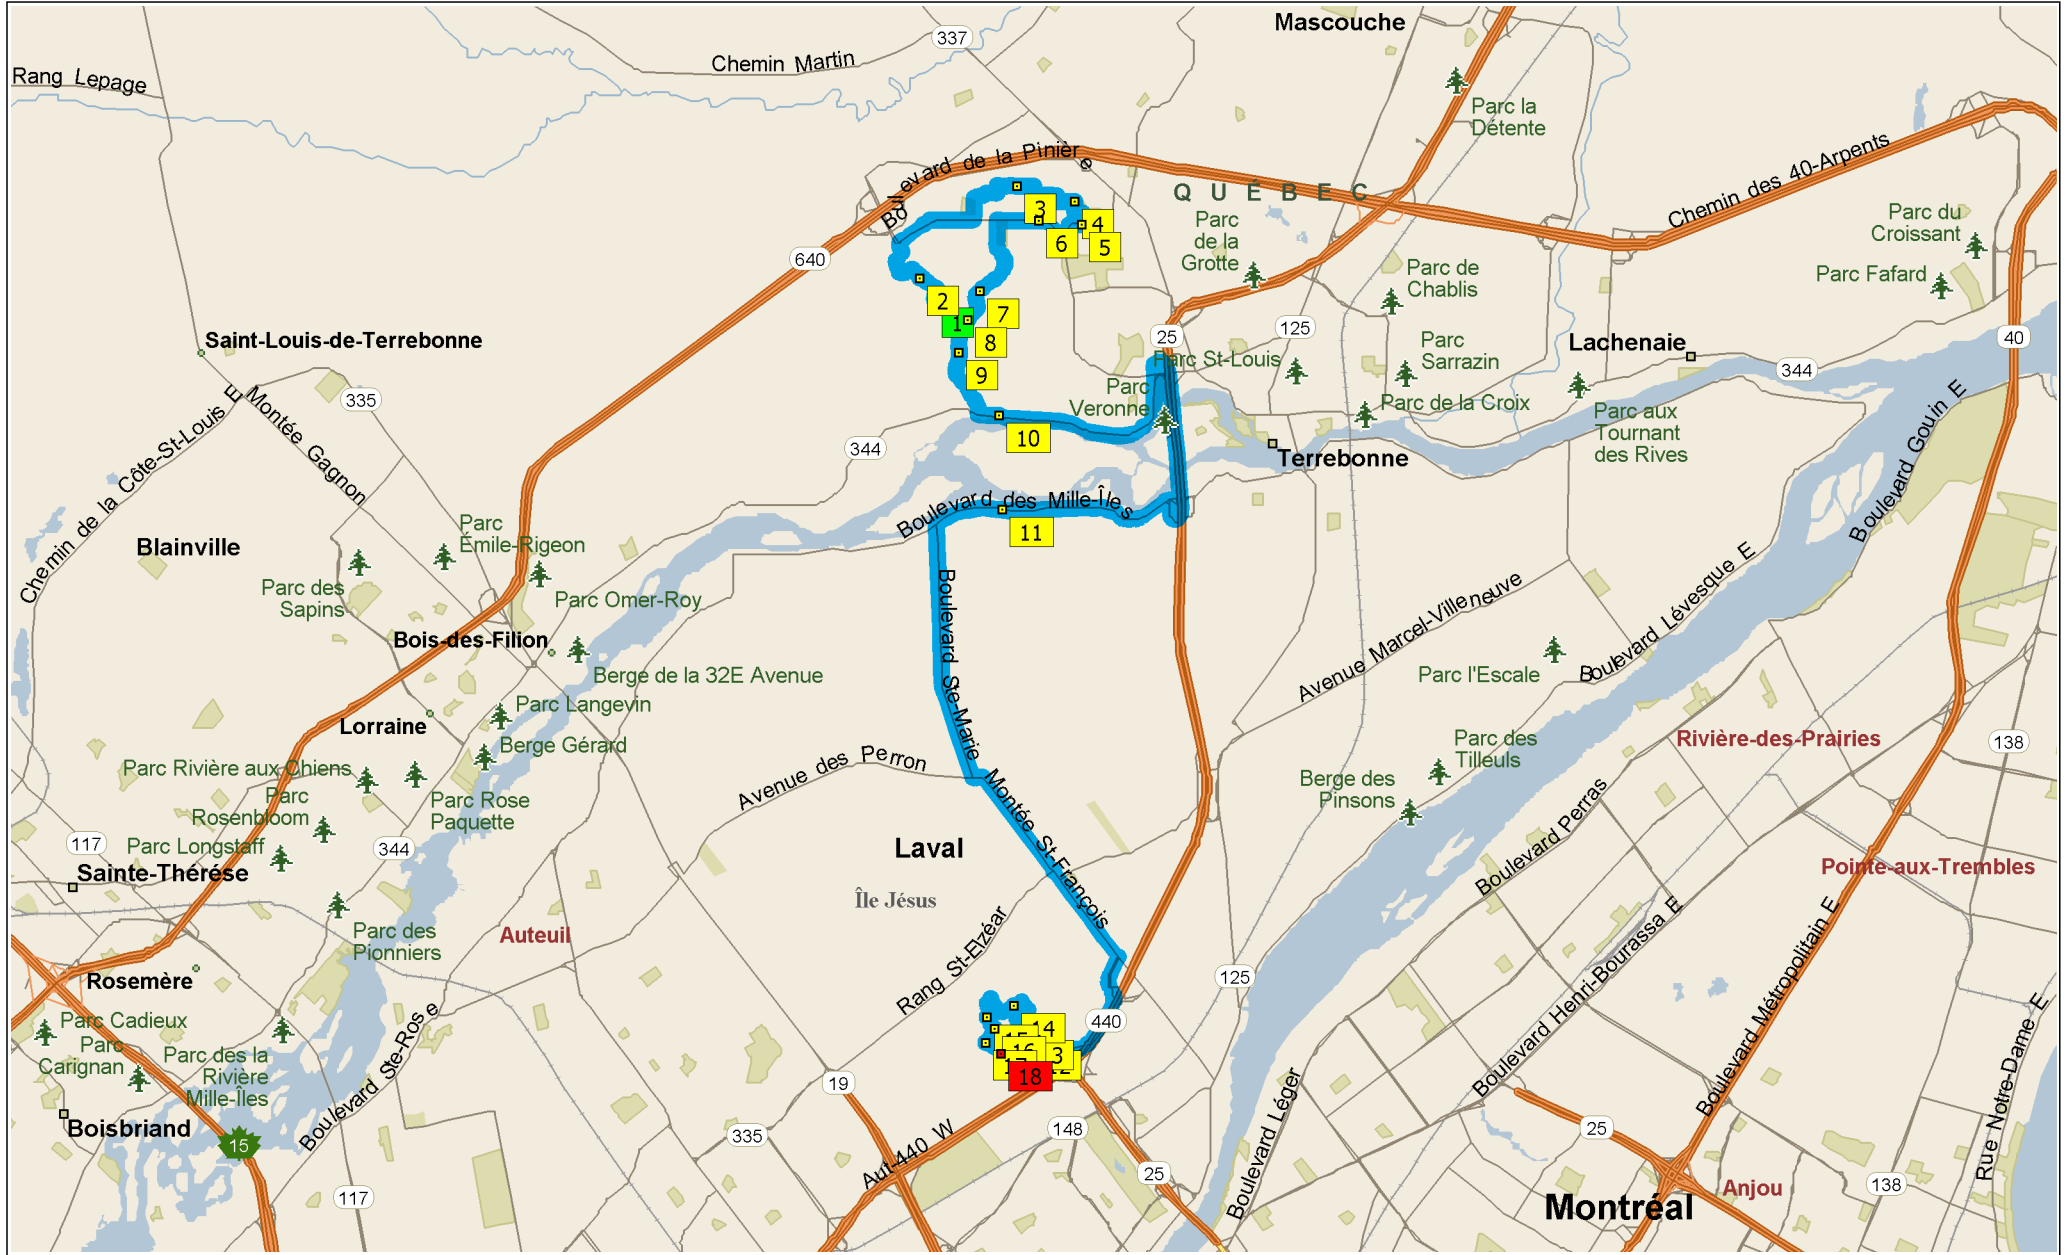 Mascouche
337
Chemin Martin
Rang Lepage
Parc la
Détente
Boulevard de la Pinière
Chemin des 40-Arpents
QUÉBEC
3
4
5
6
Parc
de la
Grotte
Parc du
Croissant
Parc Fafard
640
Parc de
Chablis
2
7
1
8
9
25
125
40
Saint-Louis-de-Terrebonne
Parc St-Louis
Parc
Sarrazin
Lachenaie
344
Parc
Veronne
Parc de la Croix
Parc aux
Tournant
des Rives
Chemin de la Côte-St-Louis E
Montée Gagnon
335
10
344
Terrebonne
Boulevard Gouin E
Boulevard des Mille-Îles
11
Blainville
Parc
Émile-Rigeon
Parc des
Sapins
Parc Omer-Roy
Boulevard Ste-Marie
Avenue Marcel-Villeneuve
Boulevard Lévesque E
Bois-des-Filion
Berge de la 32E Avenue
Parc l'Escale
Parc Langevin
Lorraine
Berge Gérard
Rivière-des-Prairies
138
Parc des
Tilleuls
Berge des
Pinsons
Parc Rivière aux Chiens
Parc
Rosenbloom
Parc Rose
Paquette
Avenue des Perron
Montée St-François
Boulevard Perras
117
Parc Longstaff
344
Sainte-Thérése
Laval
Île Jésus
Pointe-aux-Trembles
Auteuil
Parc des
Pionniers
Rang St-Elzéar
Boulevard Henri-Bourassa E
Boulevard Métropolitain E
Rosemère
125
440
Parc Cadieux
Parc
Carignan
Parc des la
Rivière
Mille-Îles
Boulevard Ste-Rose
14
16
18
19
Rue Notre-Dame E
Boisbriand
15
335
148
Aut-440 W
25
Boulevard Léger
25
117
138
Anjou
Montréal